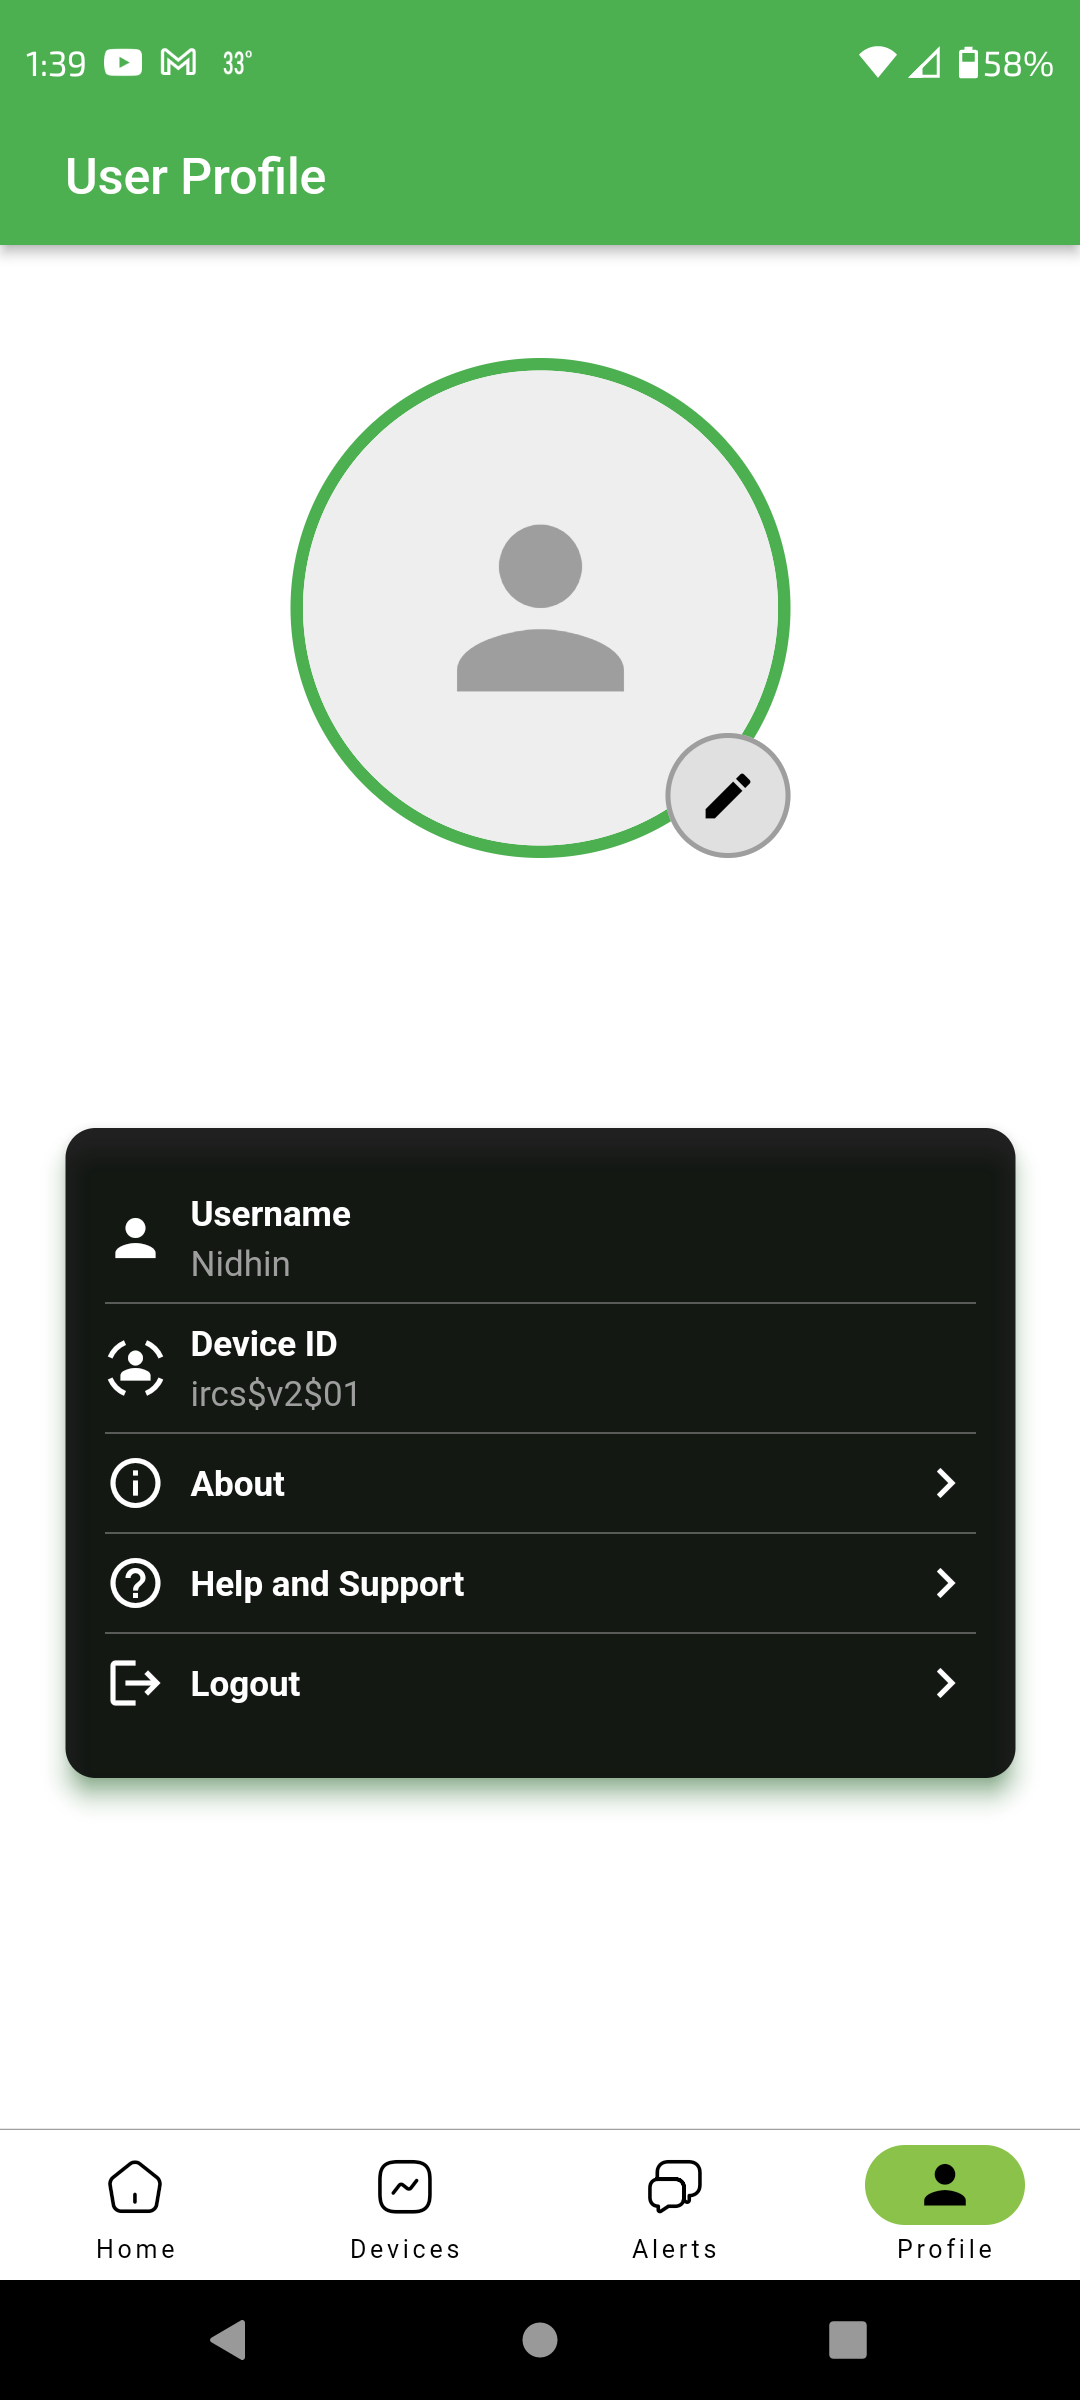 1:39 33° 58%
User Profile
Username
Nidhin
Device ID
ircs$v2$01
About
Help and Support
Logout
Home Devices Alerts Profile